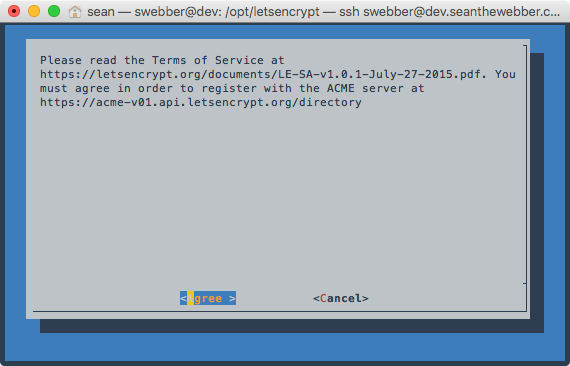 sean — swebber@dev: /opt/letsencrypt — ssh swebber@dev.seanthewebber.c...
Please read the Terms of Service at
https://letsencrypt.org/documents/LE-SA-v1.0.1-July-27-2015.pdf. You
must agree in order to register with the ACME server at
https://acme-v01.api.letsencrypt.org/directory
<Agree > <Cancel>